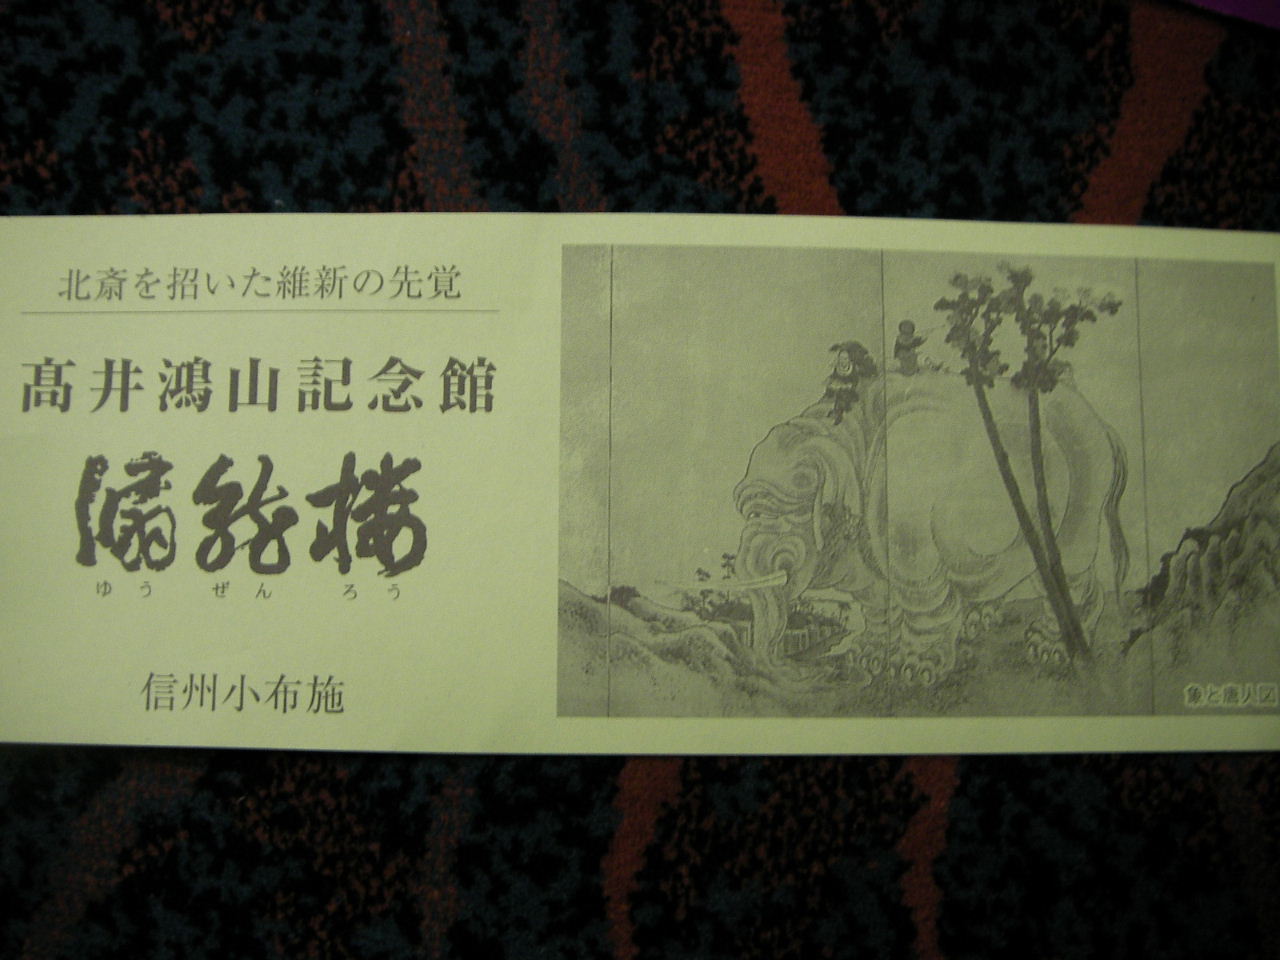 北斎を招いた維新の先覚
髙井鴻山記念館
翛然楼
ゆう ぜん ろう
信州小布施
象と唐人図